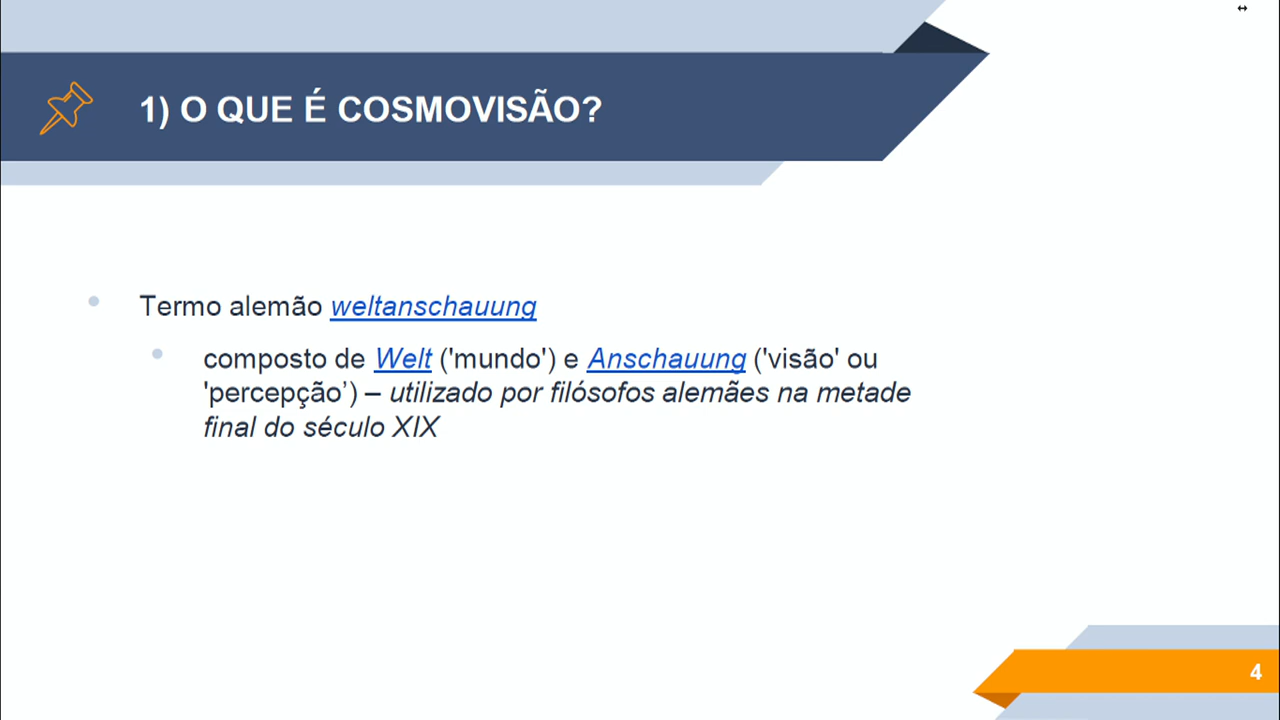 1) O QUE É COSMOVISÃO?
Termo alemão weltanschauung
composto de Welt ('mundo') e Anschauung ('visão' ou
'percepção’) – utilizado por filósofos alemães na metade
final do século XIX
4